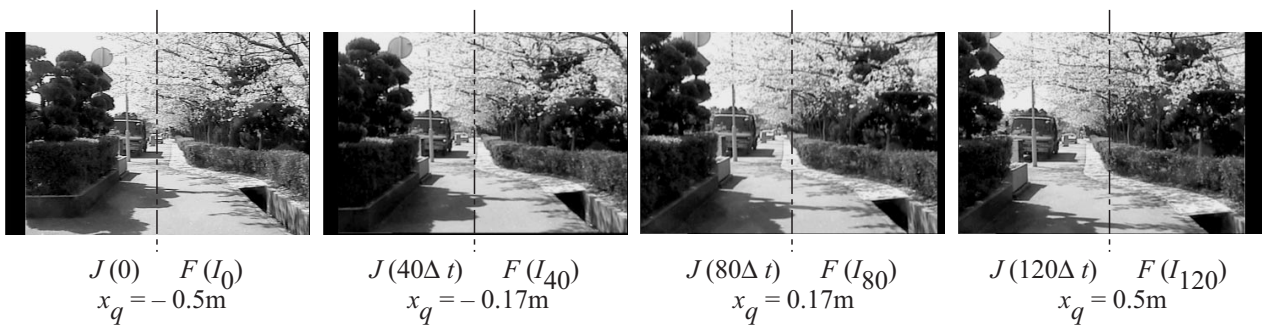 J (0) F (I0)
xq = – 0.5m
J (40Δ t) F (I40)
xq = – 0.17m
J (80Δ t) F (I80)
xq = 0.17m
J (120Δ t) F (I120)
xq = 0.5m